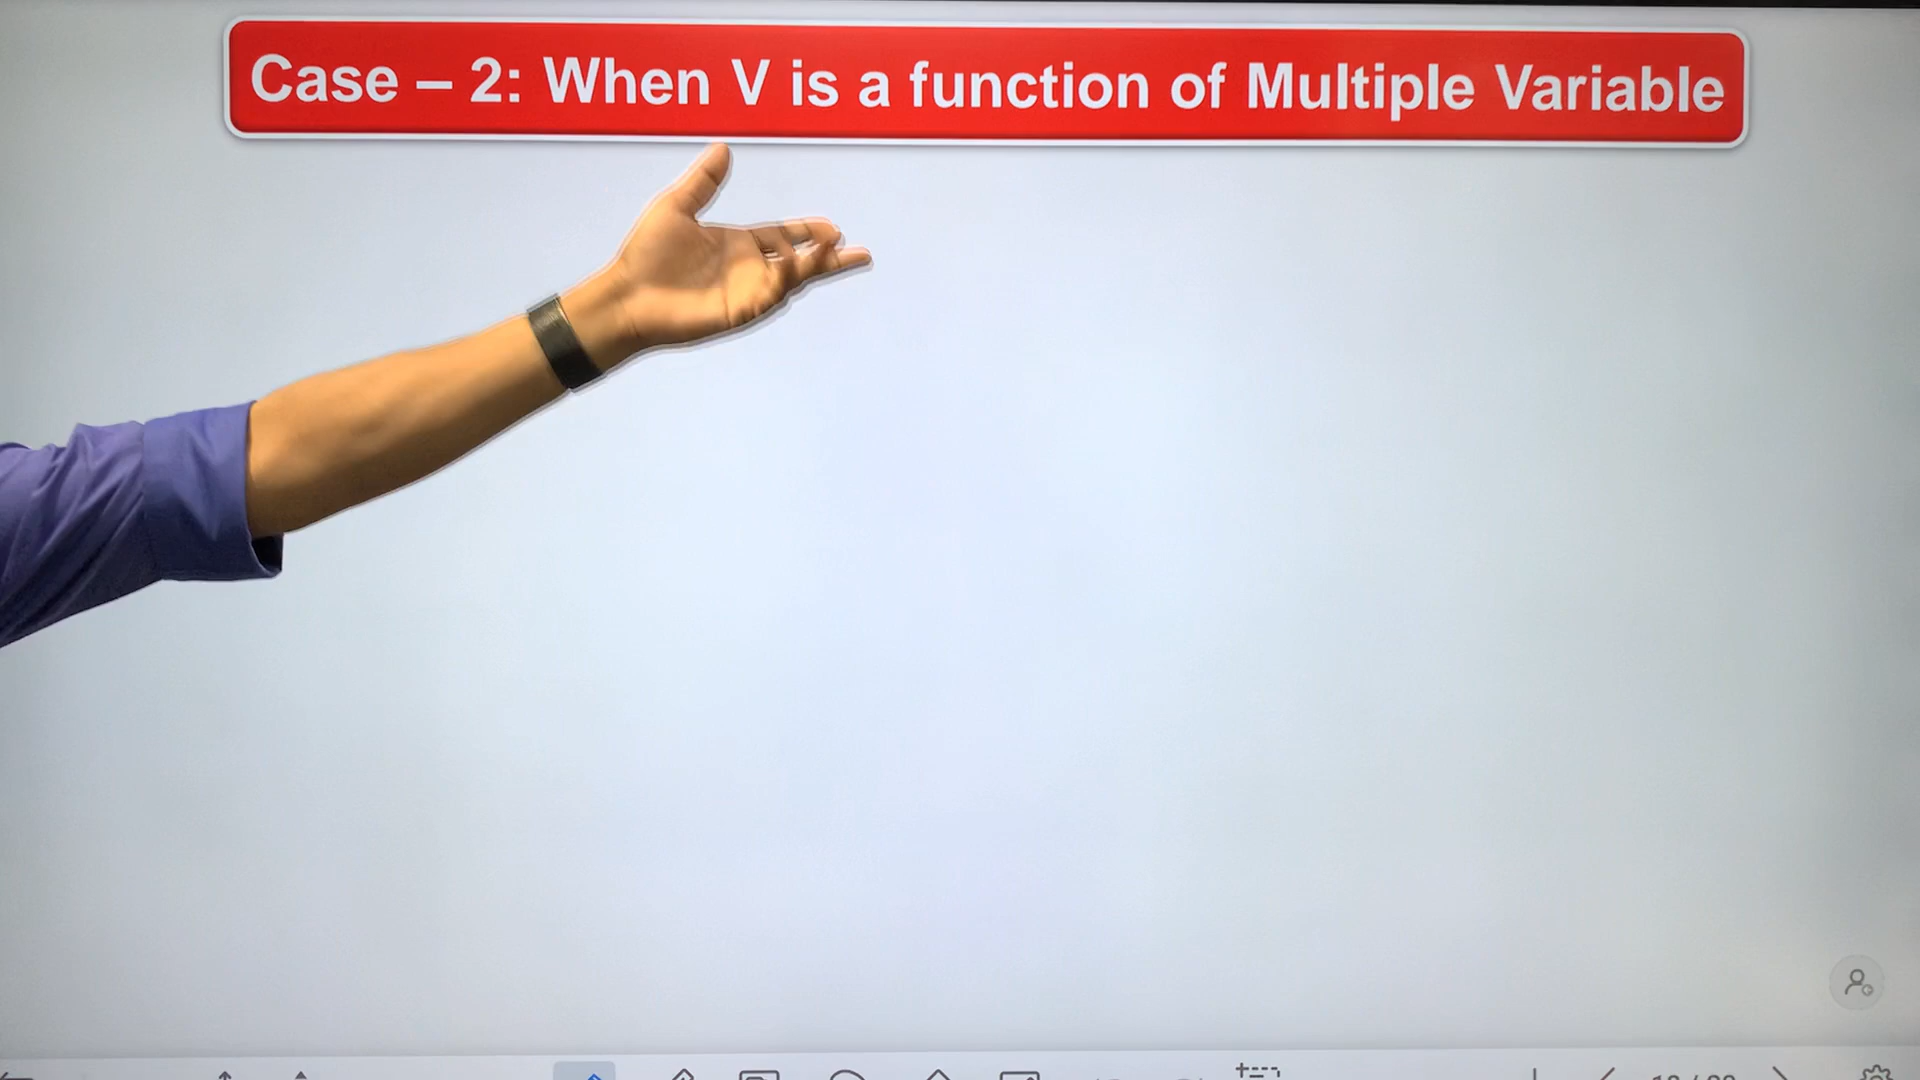 Case – 2: When V is a function of Multiple Variable